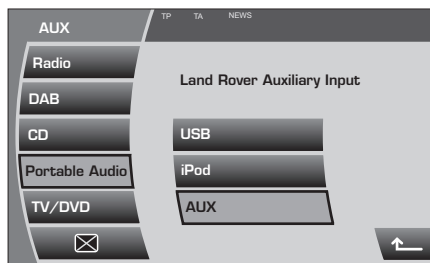 AUX
TP TA NEWS
Radio
DAB
CD
Portable Audio
TV/DVD
Land Rover Auxiliary Input
USB
iPod
AUX